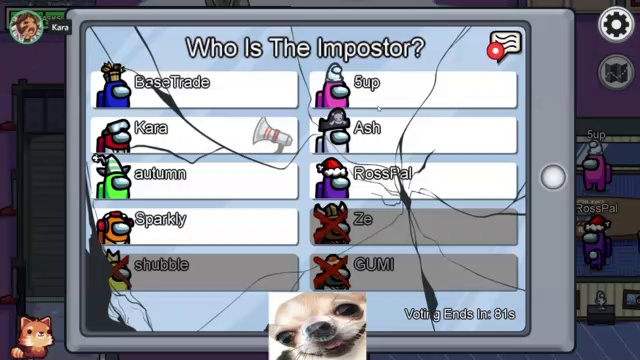 Kara
Who Is The Impostor?
BaseTrade
5up
Kara
Ash
autumn
RossPal
Sparkly
Ze
shubble
GUMI
Voting Ends In: 81s
5up
RossPal